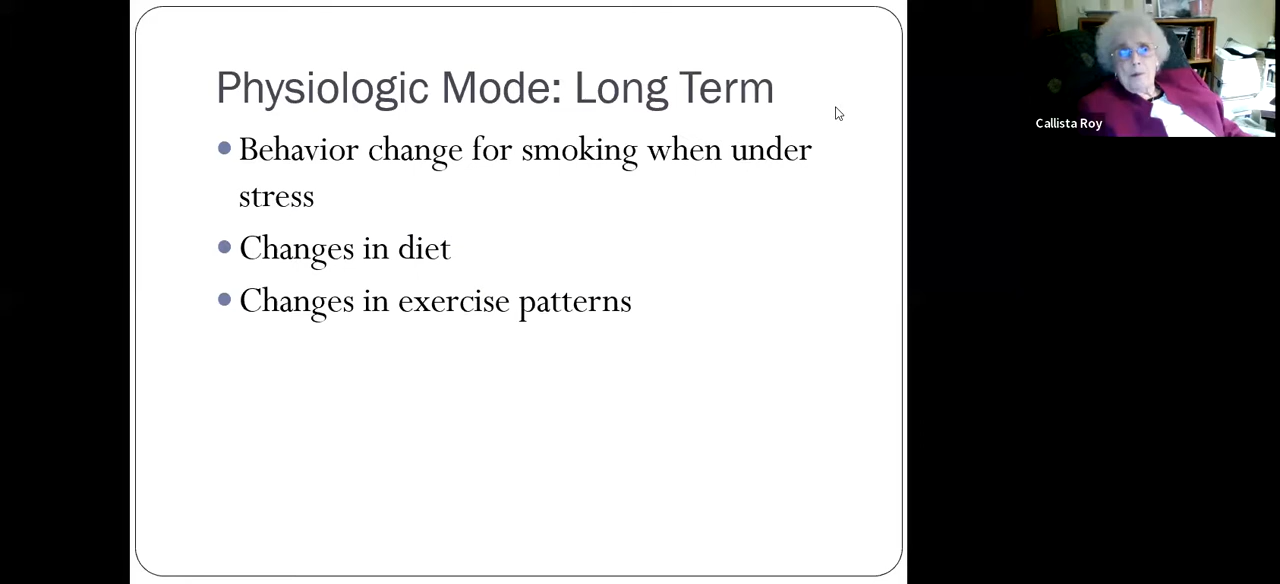 Physiologic Mode: Long Term
Behavior change for smoking when under
stress
Changes in diet
Changes in exercise patterns
Callista Roy